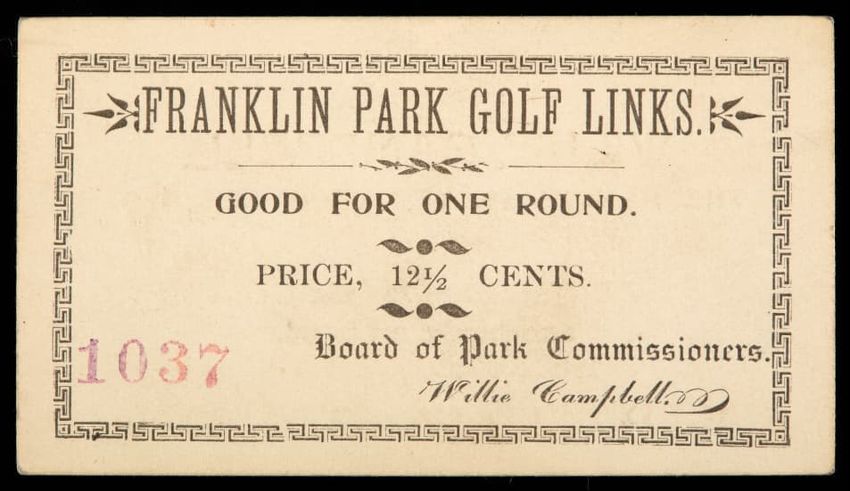 FRANKLIN PARK GOLF LINKS.
GOOD FOR ONE ROUND.
PRICE, 12½ CENTS.
Board of Park Commissioners.
1037
Willie Campbell.